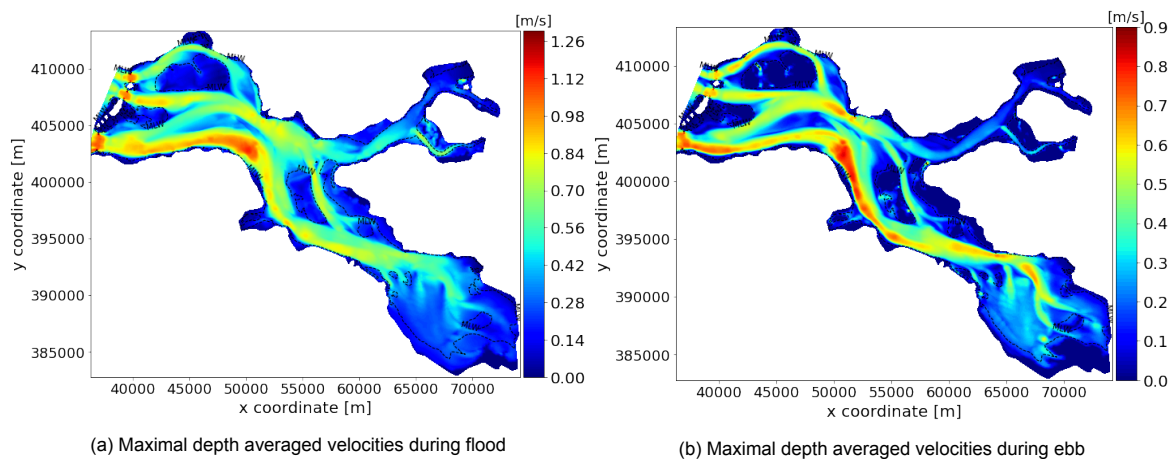 [m/s]
1.26
1.12
0.98
0.84
0.70
0.56
0.42
0.28
0.14
0.00
410000
405000
400000
395000
390000
385000
y coordinate [m]
40000 45000 50000 55000 60000 65000 70000
x coordinate [m]
MLW
(a) Maximal depth averaged velocities during flood
[m/s]
0.9
0.8
0.7
0.6
0.5
0.4
0.3
0.2
0.1
0.0
410000
405000
400000
395000
390000
385000
y coordinate [m]
40000 45000 50000 55000 60000 65000 70000
x coordinate [m]
(b) Maximal depth averaged velocities during ebb